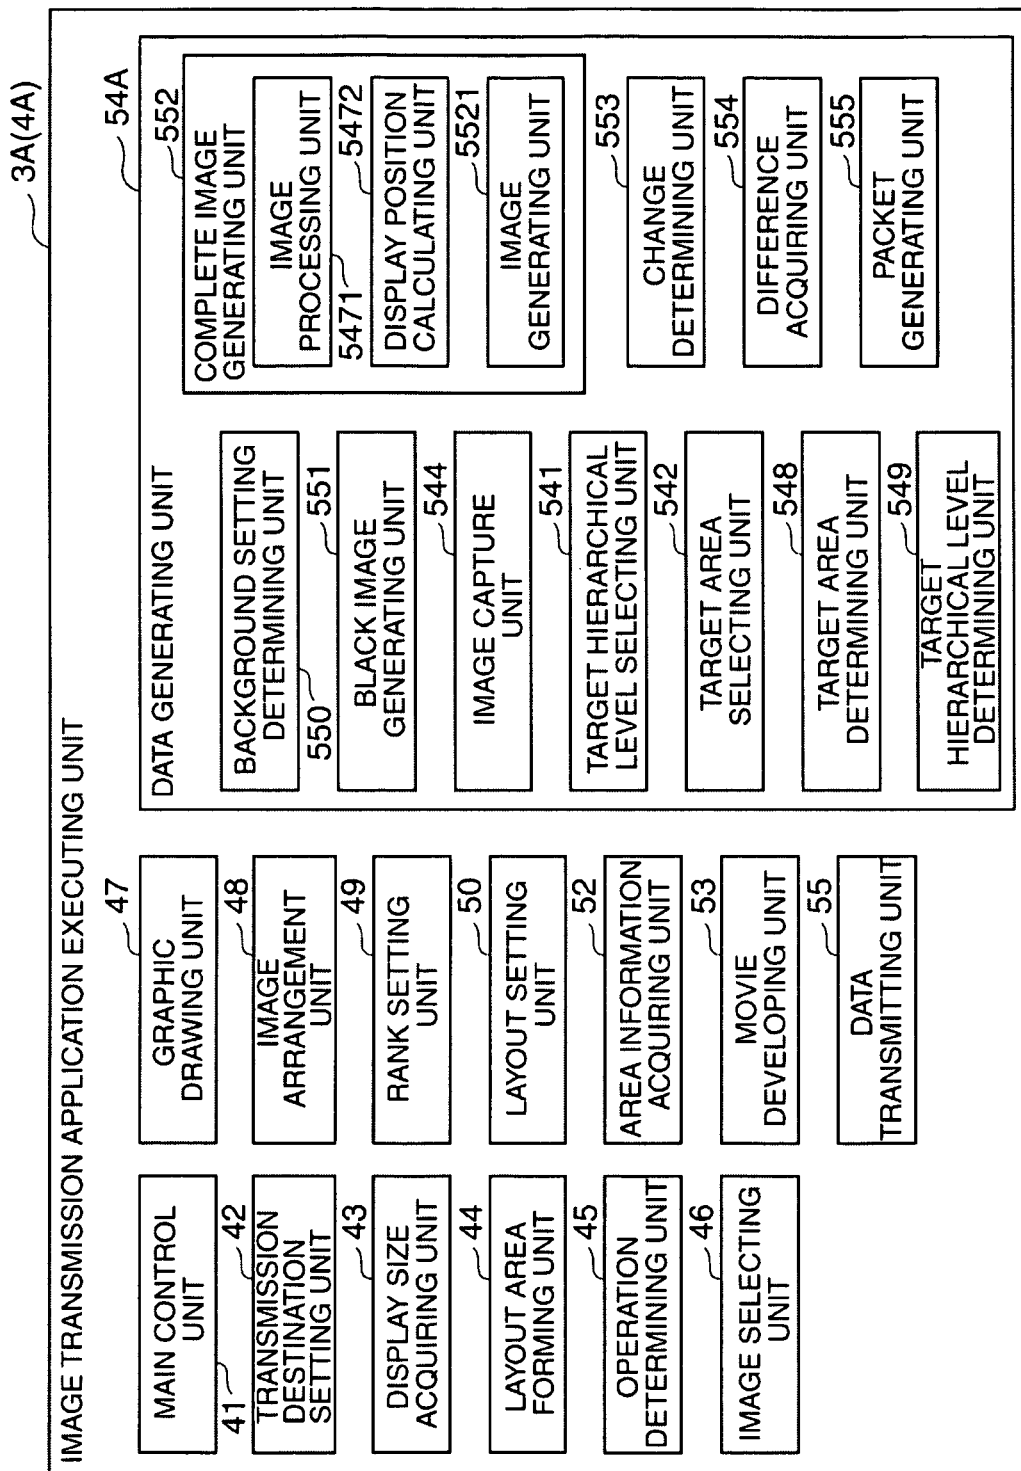 3A(4A)
IMAGE TRANSMISSION APPLICATION EXECUTING UNIT
MAIN CONTROL
UNIT
41
TRANSMISSION
DESTINATION
SETTING UNIT
42
DISPLAY SIZE
ACQUIRING UNIT
43
LAYOUT AREA
FORMING UNIT
44
OPERATION
DETERMINING UNIT
45
IMAGE SELECTING
UNIT
46
GRAPHIC
DRAWING UNIT
47
IMAGE
ARRANGEMENT
UNIT
48
RANK SETTING
UNIT
49
LAYOUT SETTING
UNIT
50
AREA INFORMATION
ACQUIRING UNIT
52
MOVIE
DEVELOPING UNIT
53
DATA
TRANSMITTING UNIT
55
DATA GENERATING UNIT
54A
BACKGROUND SETTING
DETERMINING UNIT
550
BLACK IMAGE
GENERATING UNIT
551
IMAGE CAPTURE
UNIT
544
TARGET HIERARCHICAL
LEVEL SELECTING UNIT
541
TARGET AREA
SELECTING UNIT
542
TARGET AREA
DETERMINING UNIT
548
TARGET
HIERARCHICAL LEVEL
DETERMINING UNIT
549
COMPLETE IMAGE
GENERATING UNIT
552
IMAGE
PROCESSING UNIT
5471
DISPLAY POSITION
CALCULATING UNIT
5472
IMAGE
GENERATING UNIT
5521
CHANGE
DETERMINING UNIT
553
DIFFERENCE
ACQUIRING UNIT
554
PACKET
GENERATING UNIT
555